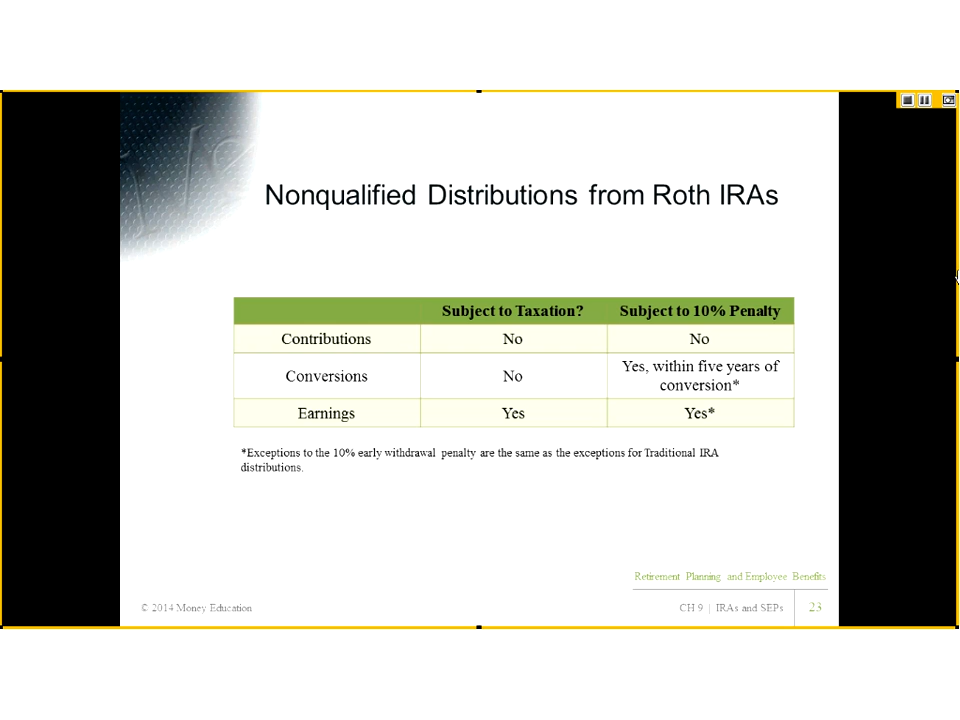 Nonqualified Distributions from Roth IRAs
Subject to Taxation? Subject to 10% Penalty
Contributions No No
Conversions No Yes, within five years of conversion*
Earnings Yes Yes*
*Exceptions to the 10% early withdrawal penalty are the same as the exceptions for Traditional IRA
distributions.
Retirement Planning and Employee Benefits
© 2014 Money Education CH 9 | IRAs and SEPs 23